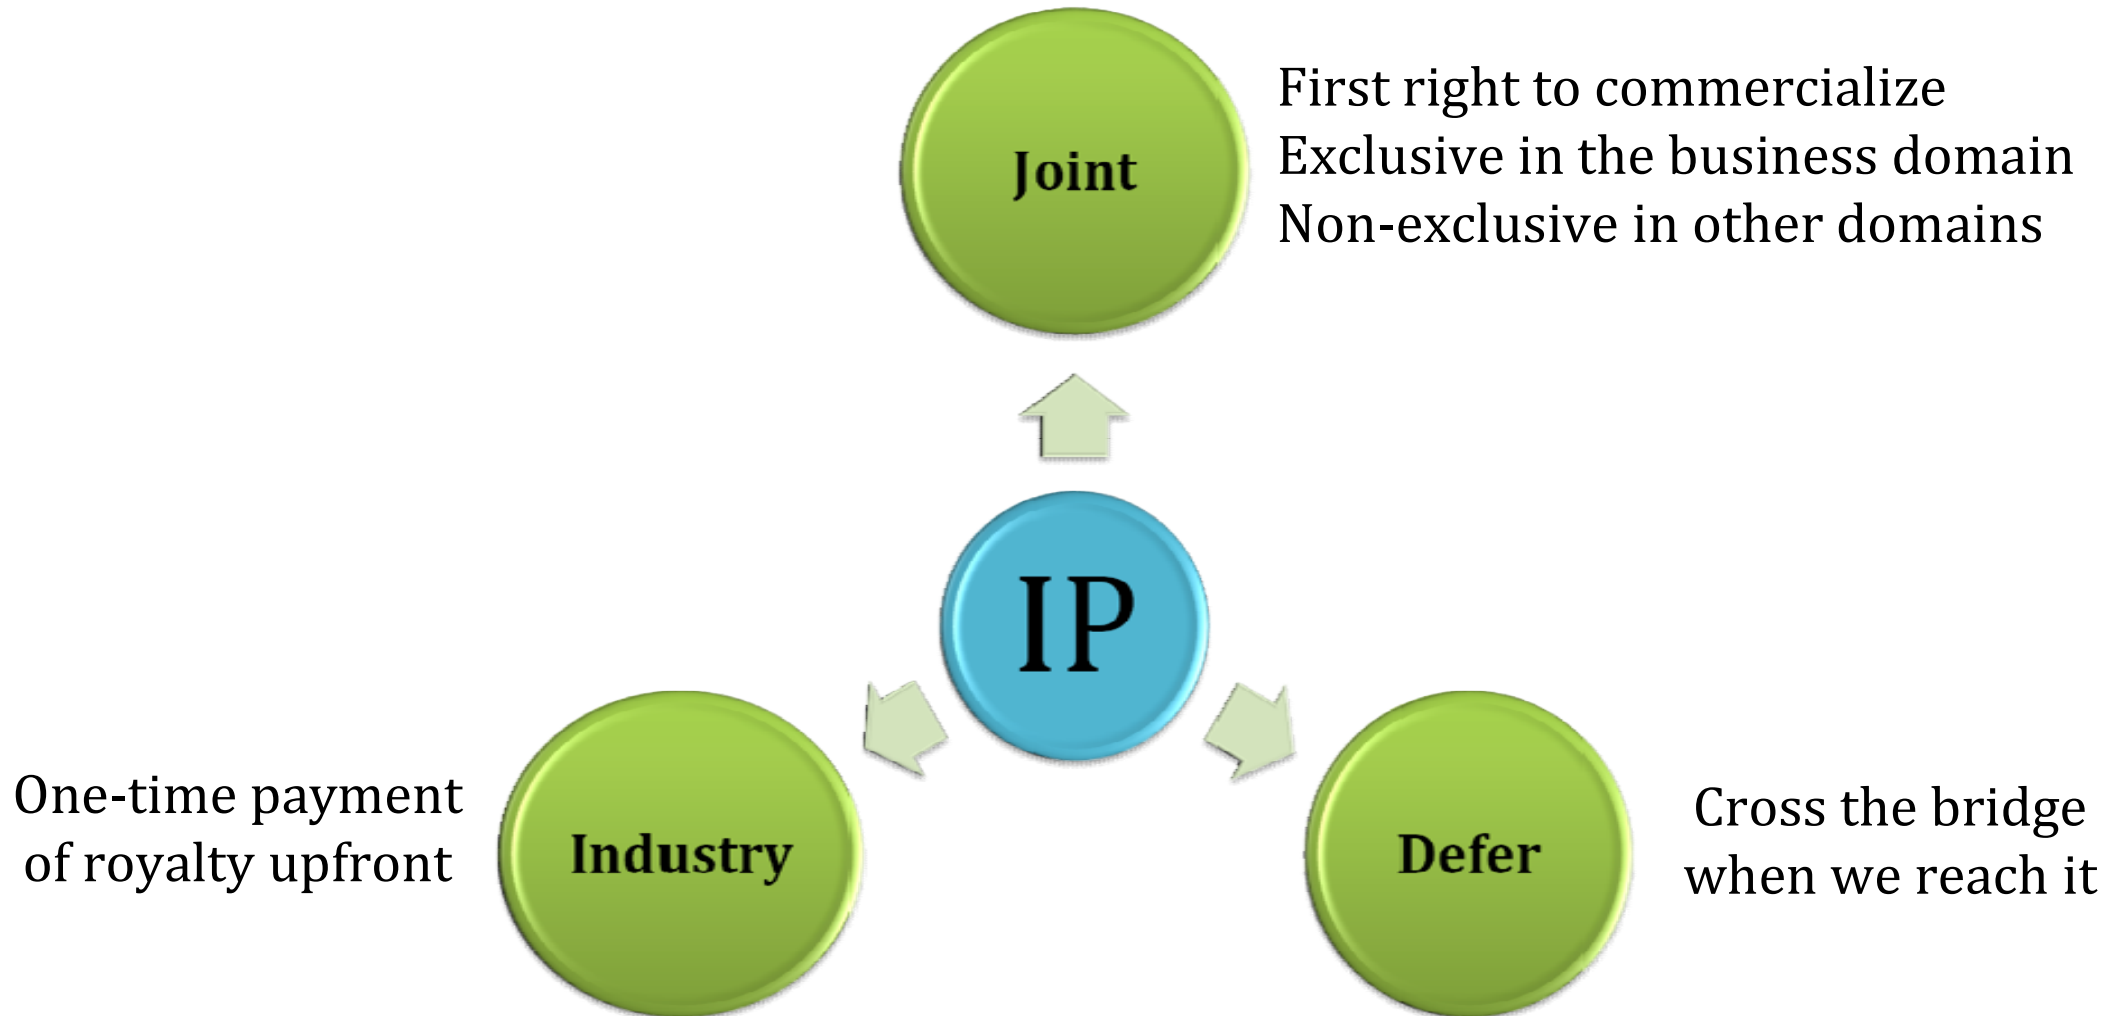 Joint
First right to commercialize
Exclusive in the business domain
Non-exclusive in other domains
IP
One-time payment
of royalty upfront
Industry
Defer
Cross the bridge
when we reach it